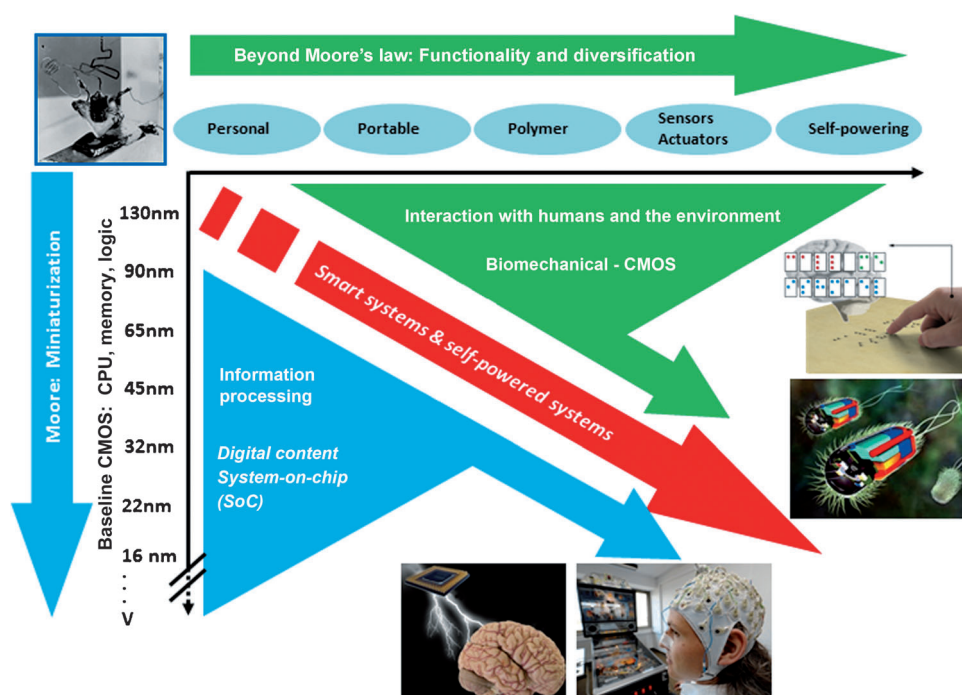 Beyond Moore's law: Functionality and diversification
Personal
Portable
Polymer
Sensors
Actuators
Self-powering
Moore: Miniaturization
Baseline CMOS: CPU, memory, logic
130nm
90nm
65nm
45nm
32nm
22nm
16 nm
V
Interaction with humans and the environment
Biomechanical - CMOS
Smart systems & self-powered systems
Information
processing
Digital content
System-on-chip
(SoC)